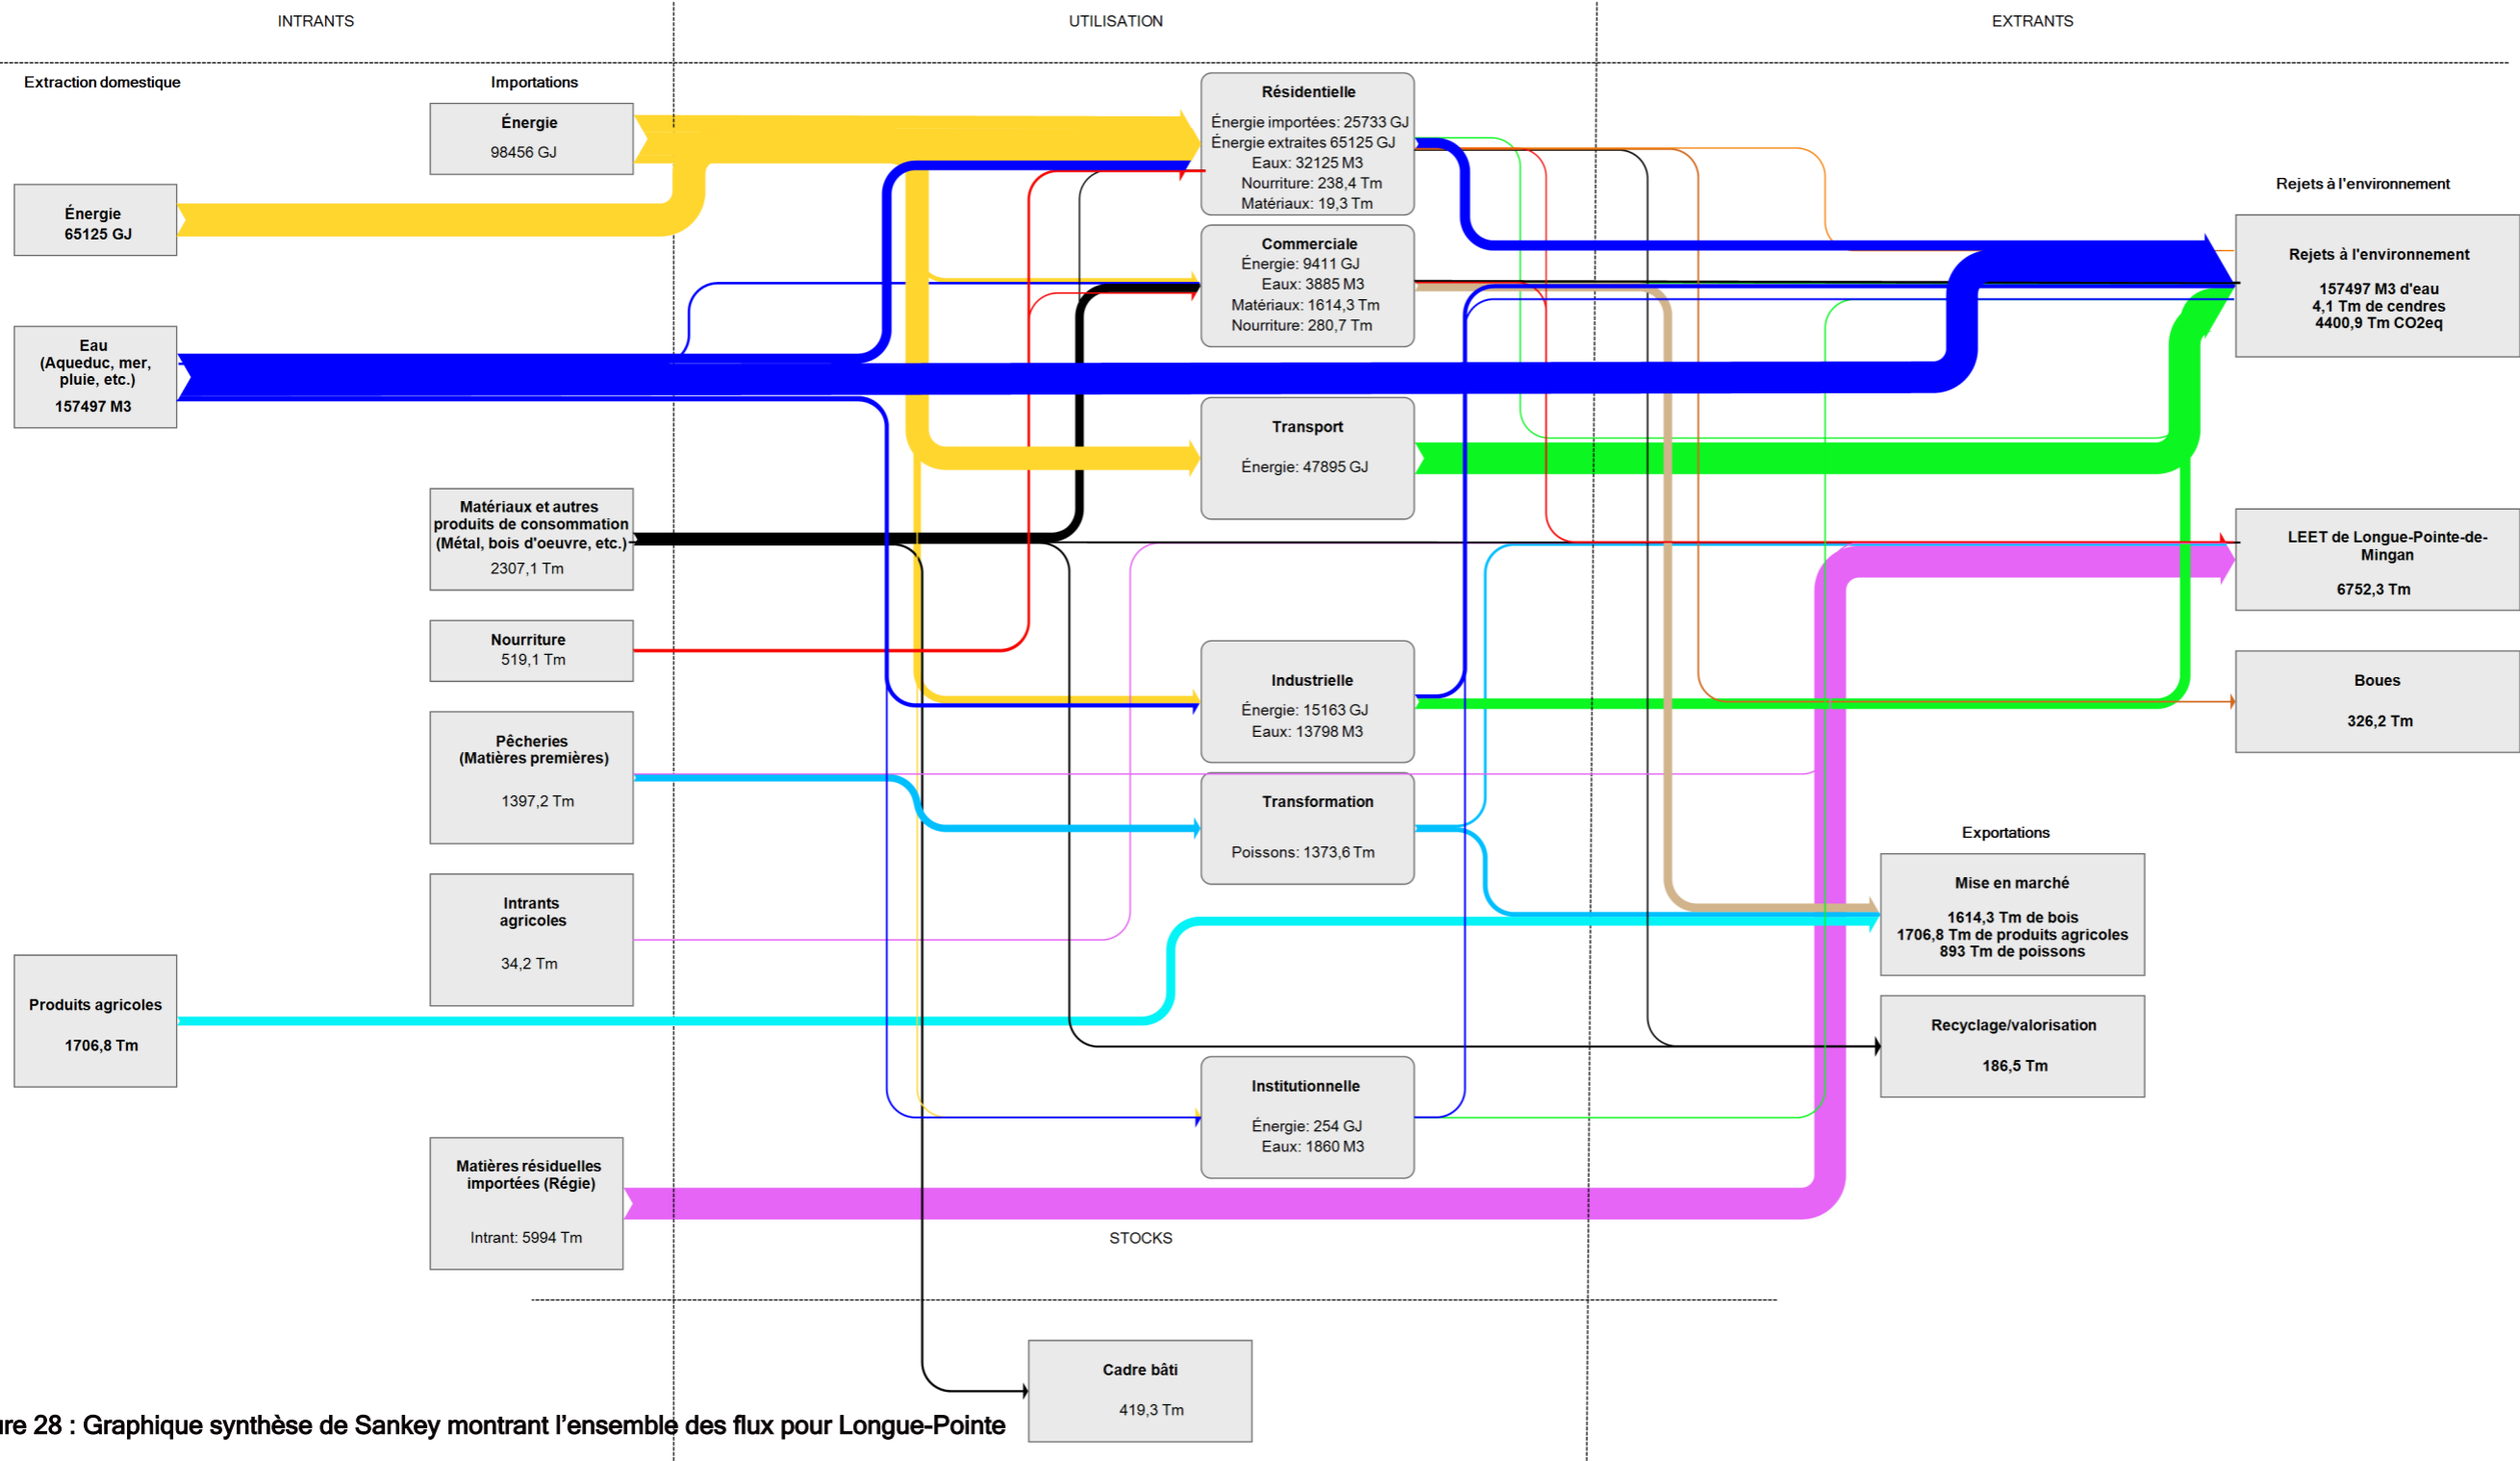 INTRANTS
UTILISATION
EXTRANTS
Extraction domestique
Importations
Énergie
98456 GJ
Énergie
65125 GJ
Eau
(Aqueduc, mer,
pluie, etc.)
157497 M3
Matériaux et autres
produits de consommation
(Métal, bois d'oeuvre, etc.)
2307,1 Tm
Nourriture
519,1 Tm
Pêcheries
(Matières premières)
1397,2 Tm
Intrants
agricoles
34,2 Tm
Produits agricoles
1706,8 Tm
Matières résiduelles
importées (Régie)
Intrant: 5994 Tm
Résidentielle
Énergie importées: 25733 GJ
Énergie extraites 65125 GJ
Eaux: 32125 M3
Nourriture: 238,4 Tm
Matériaux: 19,3 Tm
Commerciale
Énergie: 9411 GJ
Eaux: 3885 M3
Matériaux: 1614,3 Tm
Nourriture: 280,7 Tm
Transport
Énergie: 47895 GJ
Industrielle
Énergie: 15163 GJ
Eaux: 13798 M3
Transformation
Poissons: 1373,6 Tm
Institutionnelle
Énergie: 254 GJ
Eaux: 1860 M3
STOCKS
Cadre bâti
419,3 Tm
Rejets à l'environnement
Rejets à l'environnement
157497 M3 d'eau
4,1 Tm de cendres
4400,9 Tm CO2eq
LEET de Longue-Pointe-de-
Mingan
6752,3 Tm
Boues
326,2 Tm
Exportations
Mise en marché
1614,3 Tm de bois
1706,8 Tm de produits agricoles
893 Tm de poissons
Recyclage/valorisation
186,5 Tm
ure 28 : Graphique synthèse de Sankey montrant l'ensemble des flux pour Longue-Pointe